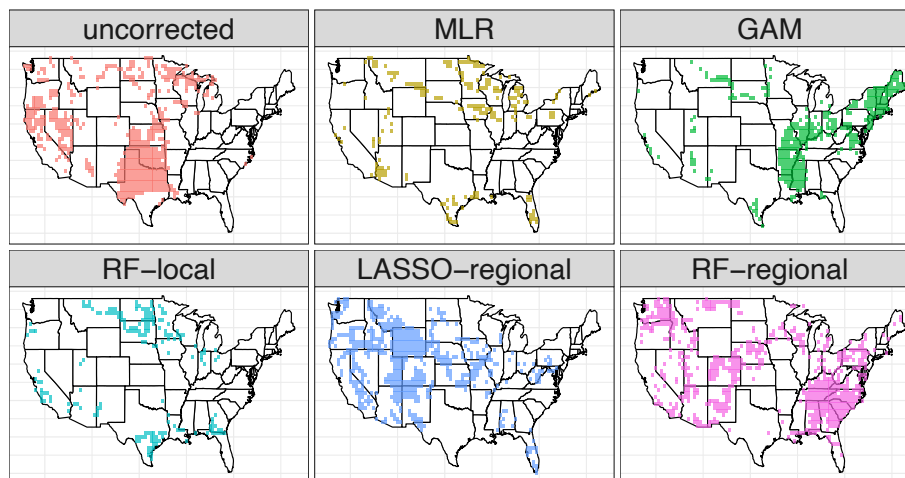 uncorrected
MLR
GAM
RF−local
LASSO−regional
RF−regional